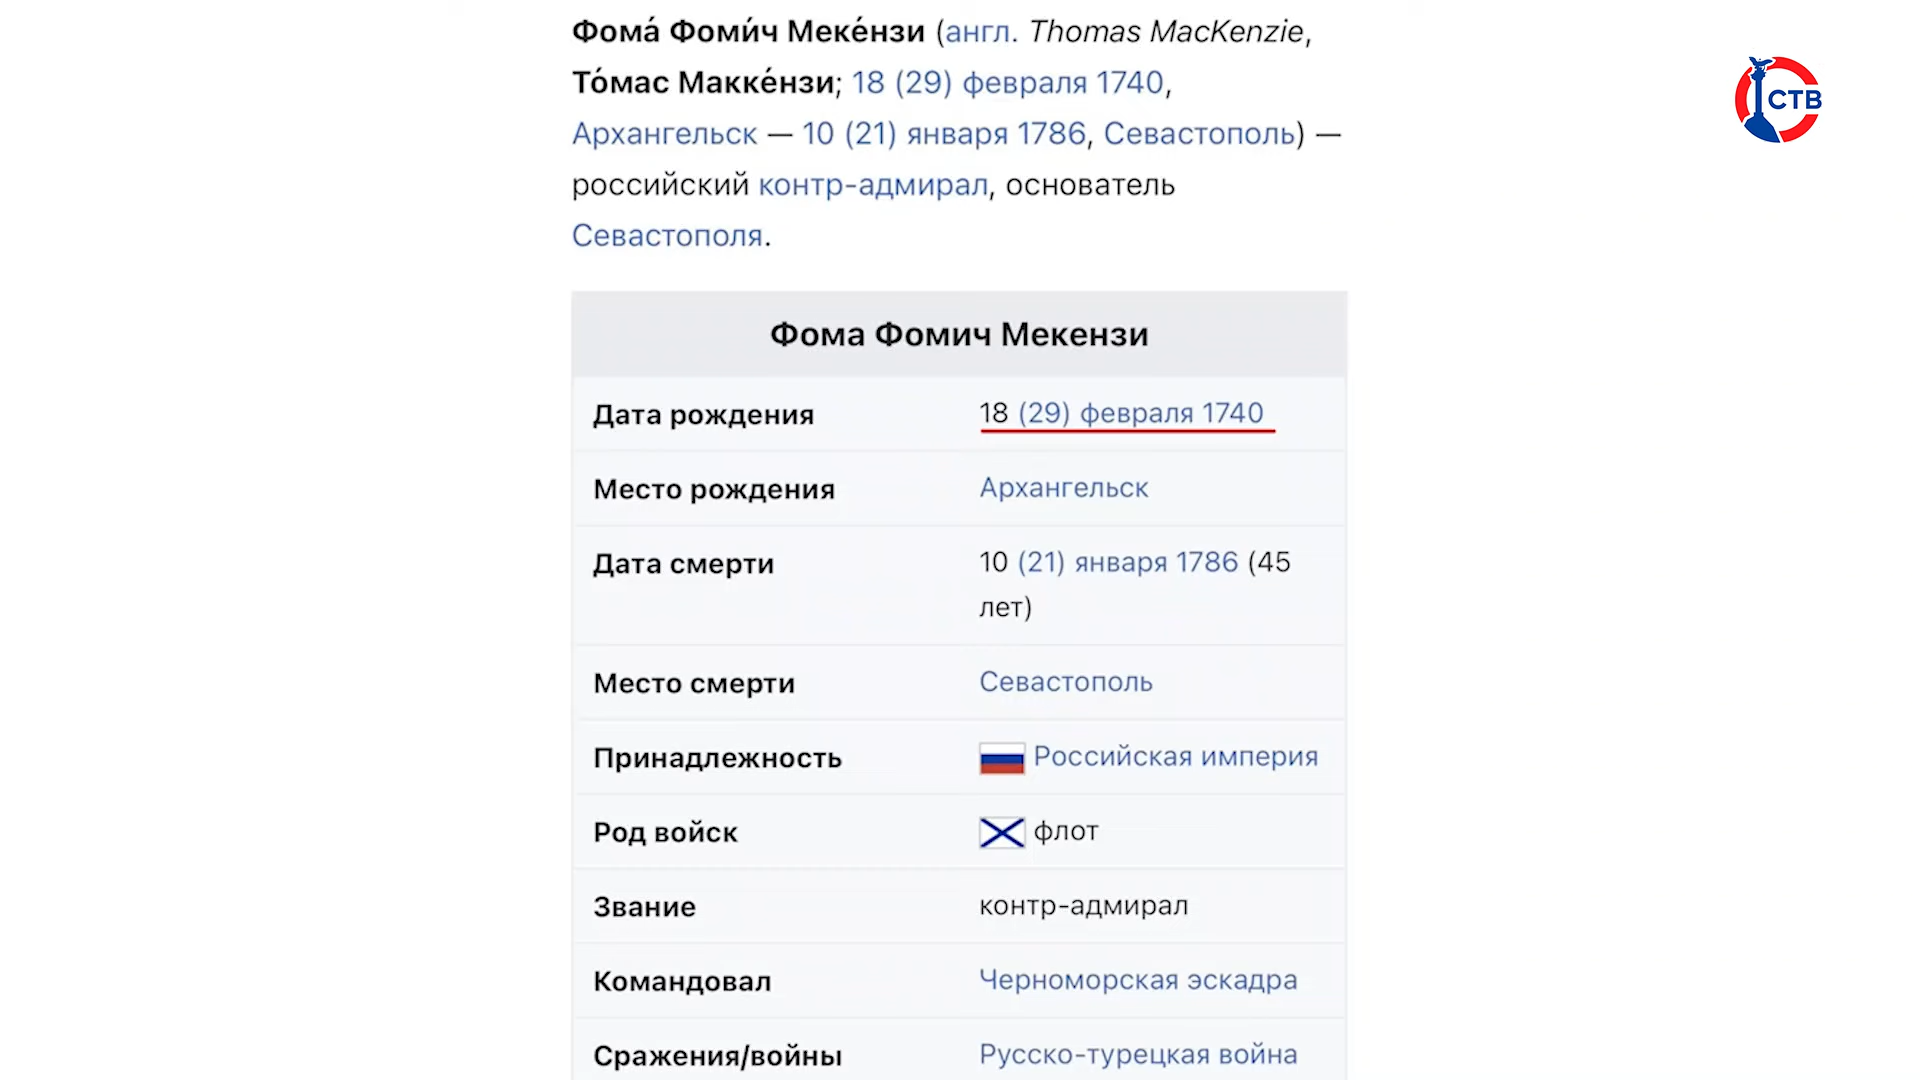 Фома́ Фоми́ч Меке́нзи (англ. Thomas MacKenzie,
То́мас Макке́нзи; 18 (29) февраля 1740,
Архангельск — 10 (21) января 1786, Севастополь) —
российский контр-адмирал, основатель
Севастополя.
СТВ
Фома Фомич Мекензи
Дата рождения 18 (29) февраля 1740
Место рождения Архангельск
Дата смерти 10 (21) января 1786 (45
лет)
Место смерти Севастополь
Принадлежность Российская империя
Род войск флот
Звание контр-адмирал
Командовал Черноморская эскадра
Сражения/войны Русско-турецкая война